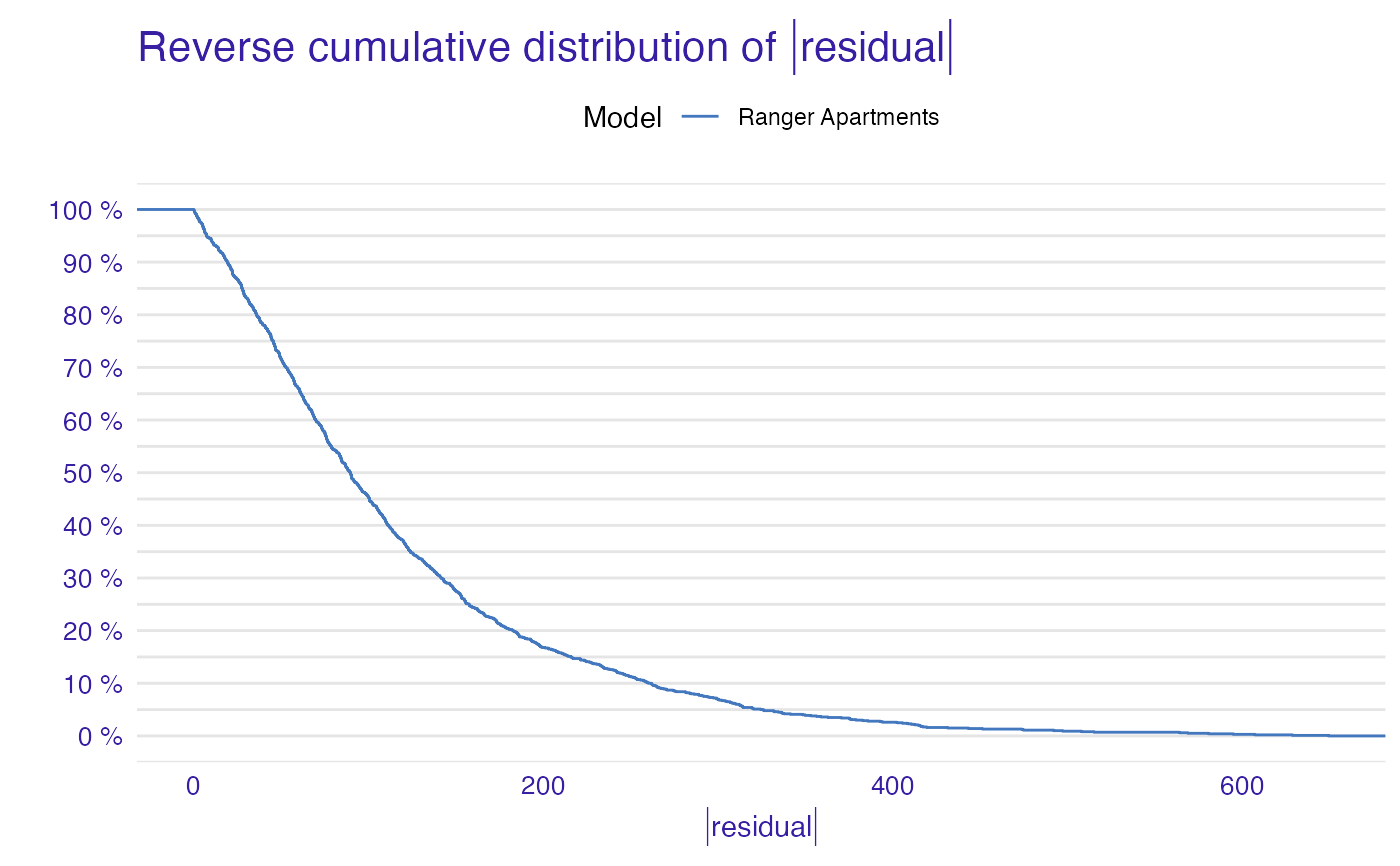 Reverse cumulative distribution of |residual|
Model Ranger Apartments
100 %
90 %
80 %
70 %
60 %
50 %
40 %
30 %
20 %
10 %
0 %
0 200 400 600
|residual|